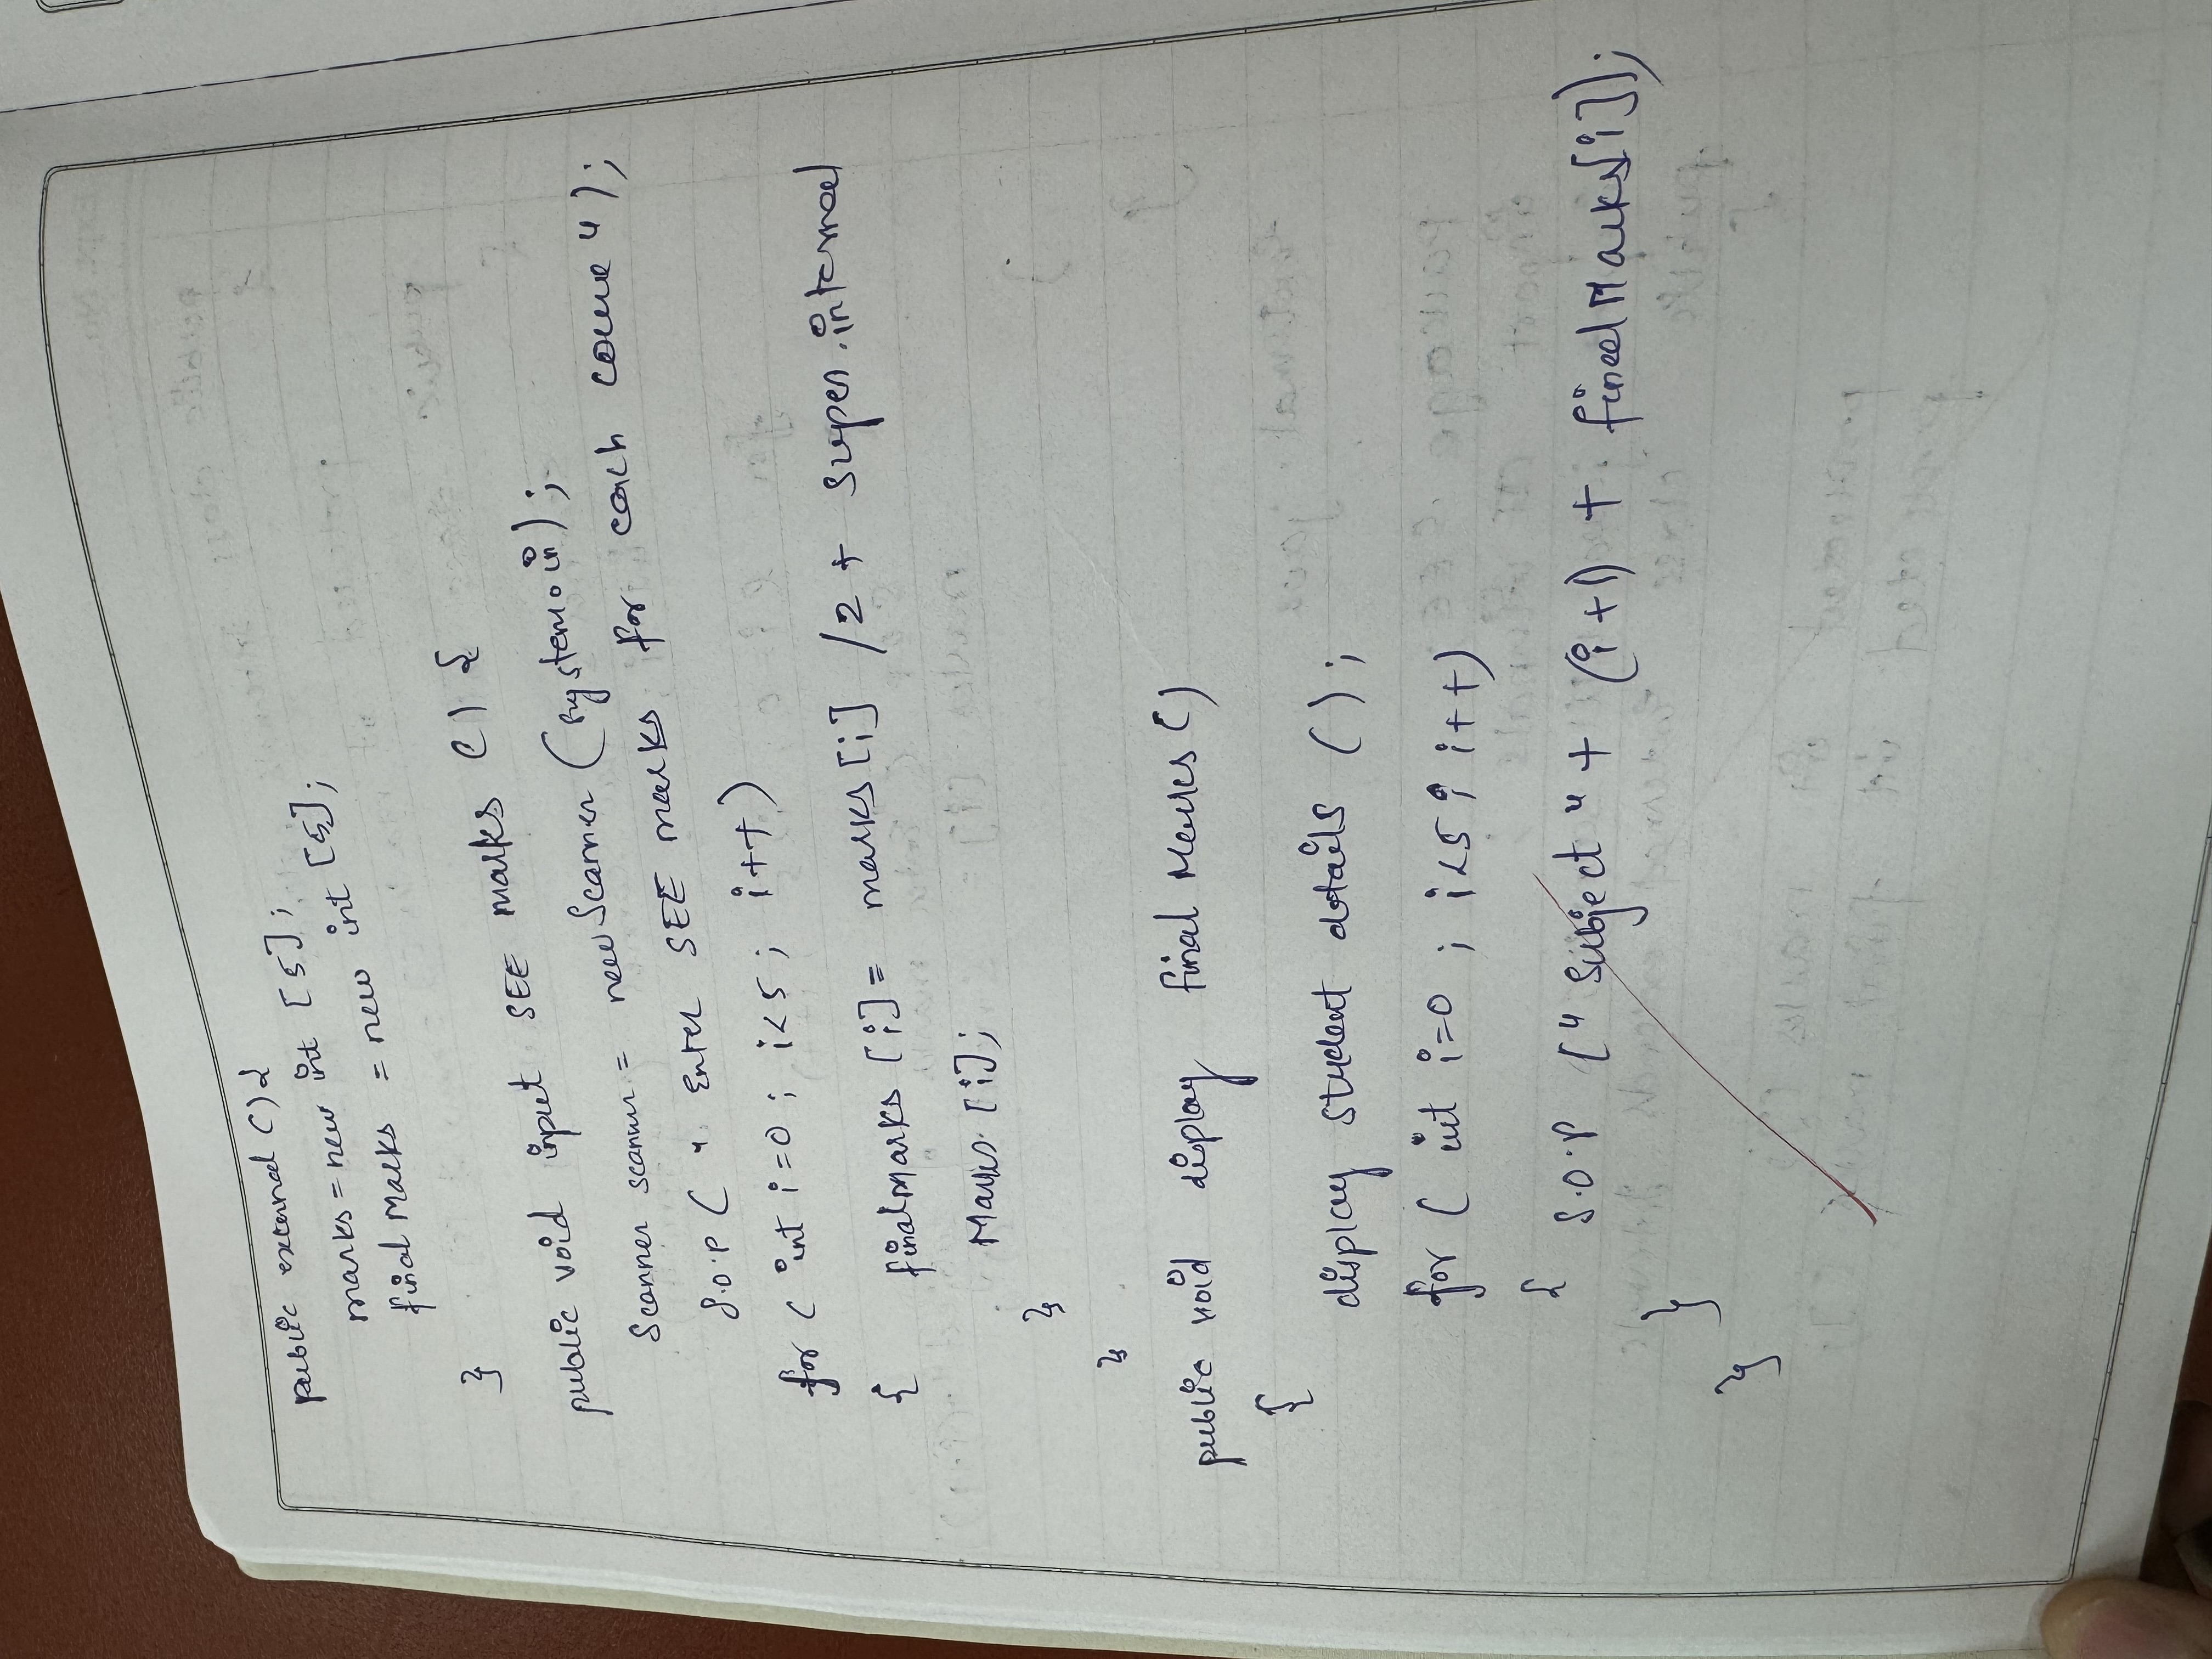 public external () {
marks = new int [5];
final Marks = new int [5];
}
public void input SEE marks () {
Scanner scanner = new Scanner (system.in);
S.O.P ( " Enter SEE marks for each course ");
for ( int i=0 ; i<5 ; i++)
{ finalMarks [i] = marks [i] /2 + super.internal
Marks [i];
}
}
public void display final Marks ()
{
display student details ();
for ( int i=0 ; i<5 ; i++)
{ S.O.P (" Subject " + (i+1) + final Marks[i]);
}
}